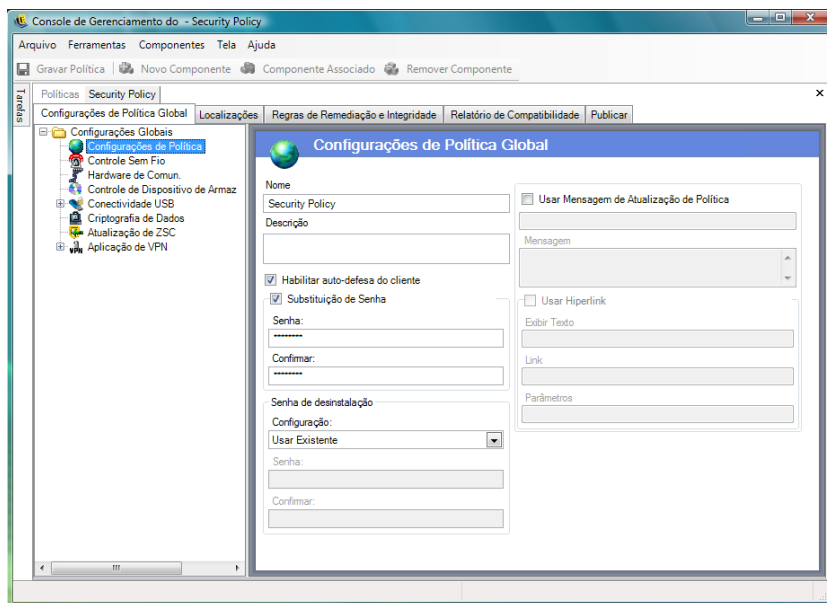 Console de Gerenciamento do - Security Policy
Arquivo Ferramentas Componentes Tela Ajuda
Gravar Política Novo Componente Componente Associado Remover Componente
Tarefas
Políticas Security Policy
Configurações de Política Global Localizações Regras de Remediação e Integridade Relatório de Compatibilidade Publicar
Configurações Globais
Configurações de Política
Controle Sem Fio
Hardware de Comun.
Controle de Dispositivo de Armaz
Conectividade USB
Criptografia de Dados
Atualização de ZSC
Aplicação de VPN
Configurações de Política Global
Nome
Security Policy
Descrição
Habilitar auto-defesa do cliente
Substituição de Senha
Senha:
********
Confirmar:
********
Senha de desinstalação
Configuração:
Usar Existente
Senha:
Confirmar:
Usar Mensagem de Atualização de Política
Mensagem
Usar Hiperlink
Exibir Texto
Link
Parâmetros